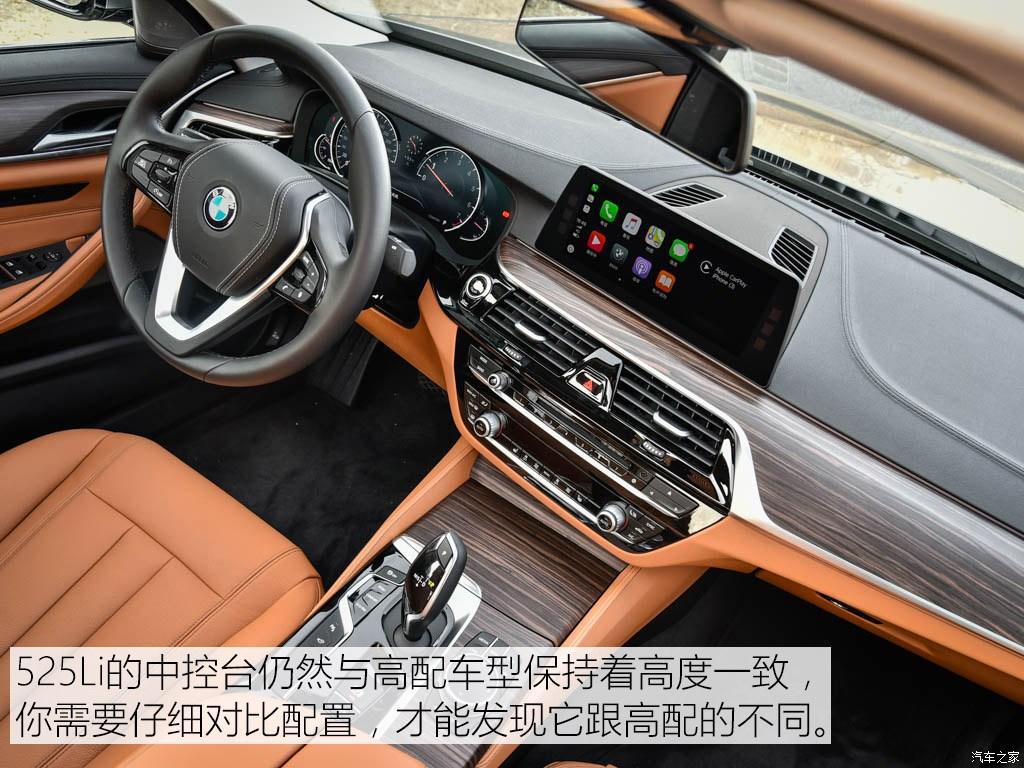 Apple CarPlay
525Li的中控台仍然与高配车型保持着高度一致，
你需要仔细对比配置，才能发现它跟高配的不同。
汽车之家